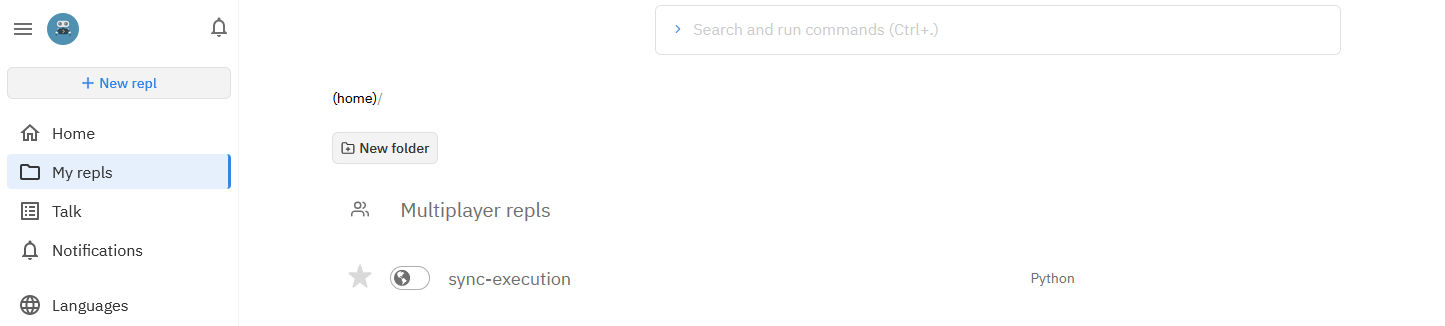 Search and run commands (Ctrl+.)
New repl
Home
My repls
Talk
Notifications
Languages
(home)/
New folder
Multiplayer repls
sync-execution Python